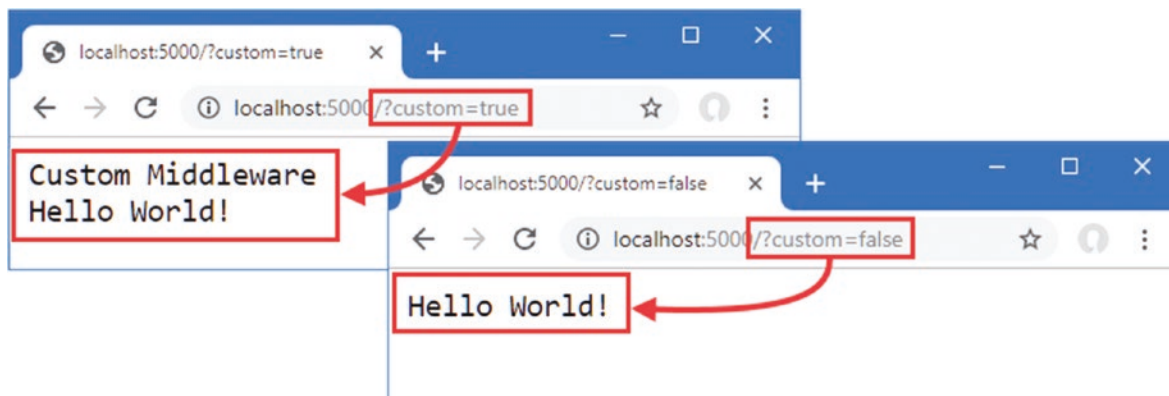 localhost:5000/?custom=true
localhost:5000/?custom=true
Custom Middleware
Hello World!
localhost:5000/?custom=false
localhost:5000/?custom=false
Hello World!